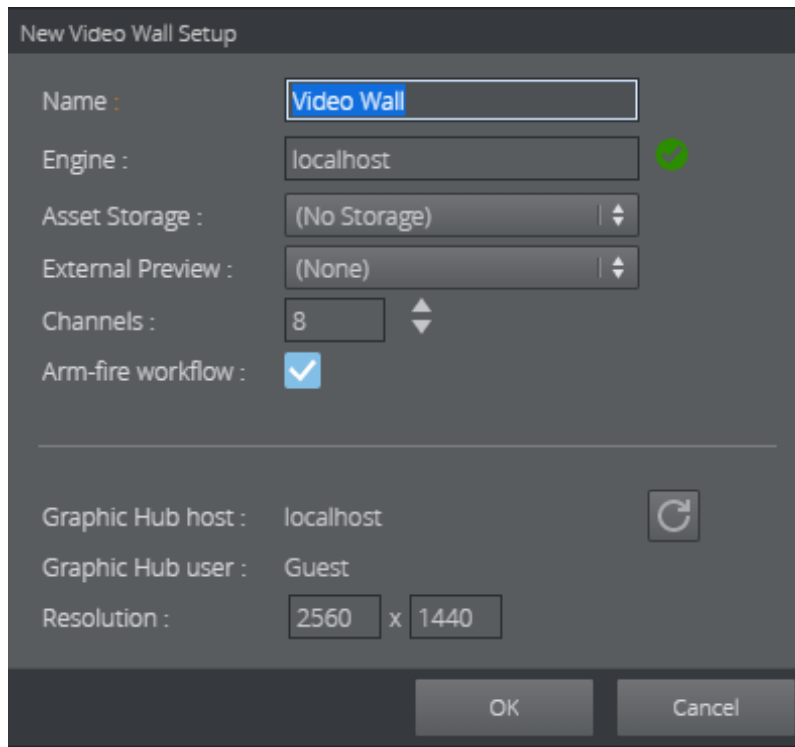 New Video Wall Setup
Name : Video Wall
Engine : localhost
Asset Storage : (No Storage)
External Preview : (None)
Channels : 8
Arm-fire workflow :
Graphic Hub host : localhost
Graphic Hub user : Guest
Resolution : 2560 x 1440
OK Cancel